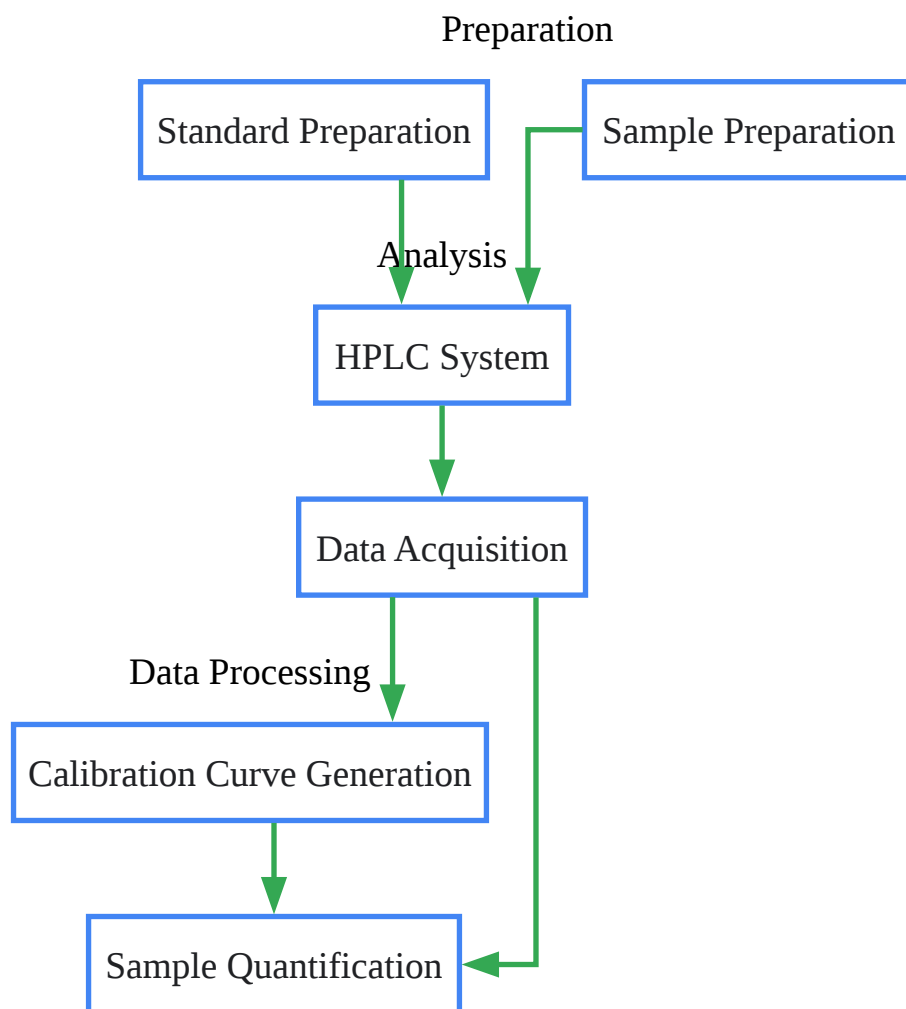 Preparation
Standard Preparation
Sample Preparation
Analysis
HPLC System
Data Acquisition
Data Processing
Calibration Curve Generation
Sample Quantification